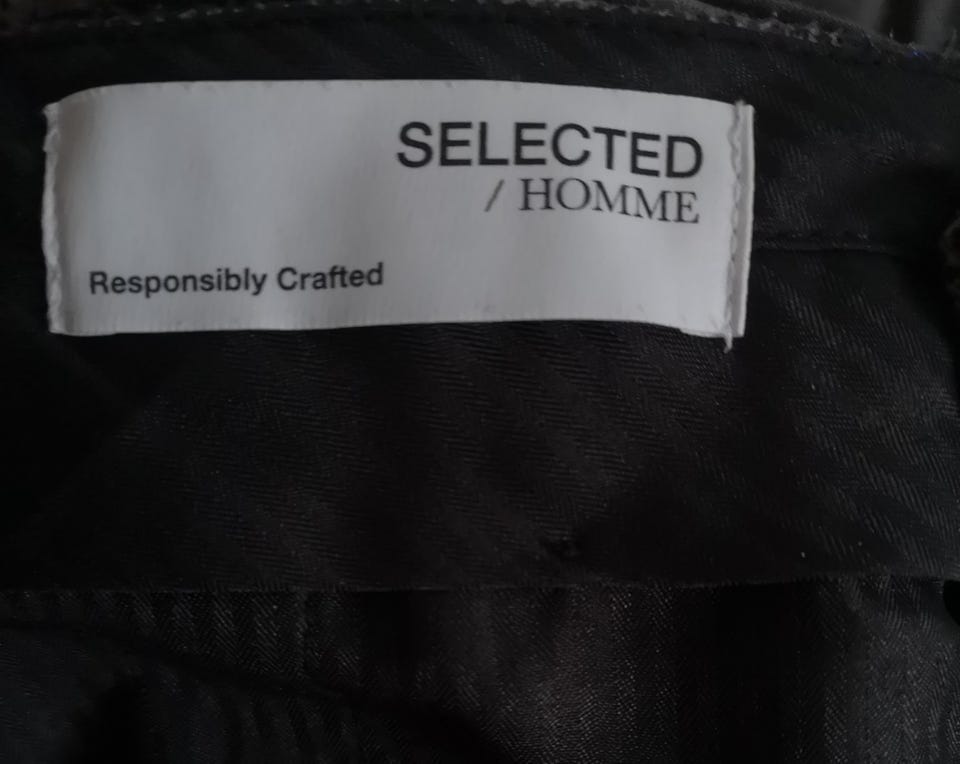 SELECTED
/ HOMME
Responsibly Crafted